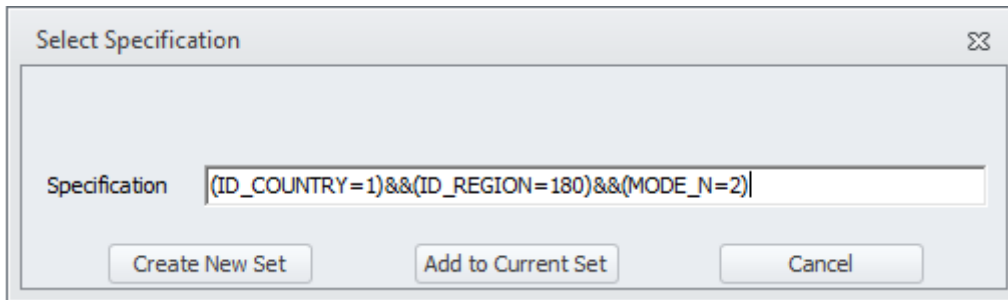 Select Specification
Specification (ID_COUNTRY=1)&&(ID_REGION=180)&&(MODE_N=2)
Create New Set Add to Current Set Cancel